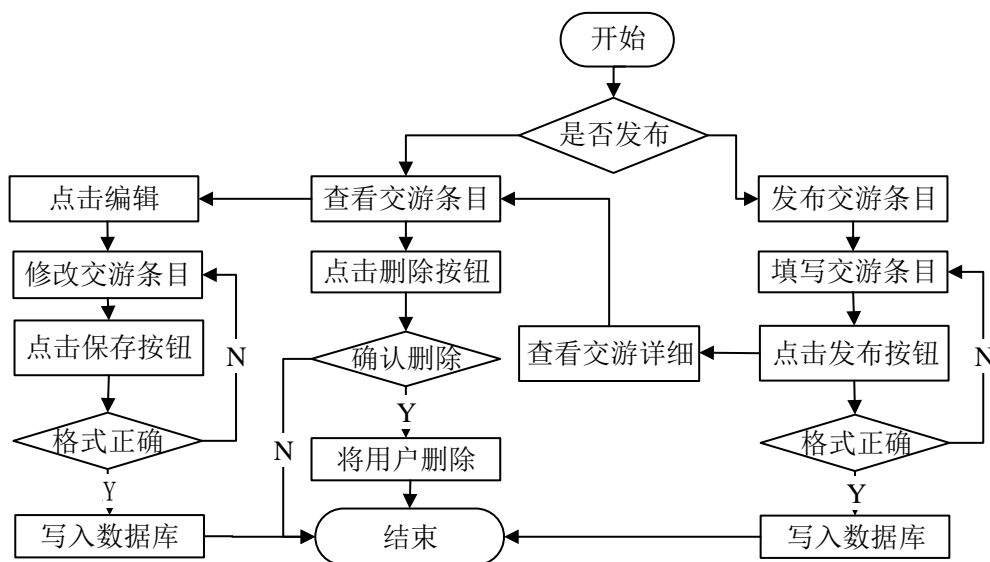 开始
是否发布
点击编辑
查看交游条目
发布交游条目
修改交游条目
点击删除按钮
填写交游条目
点击保存按钮
N
确认删除
查看交游详细
点击发布按钮
N
格式正确
Y
N
将用户删除
格式正确
Y
Y
写入数据库
结束
写入数据库